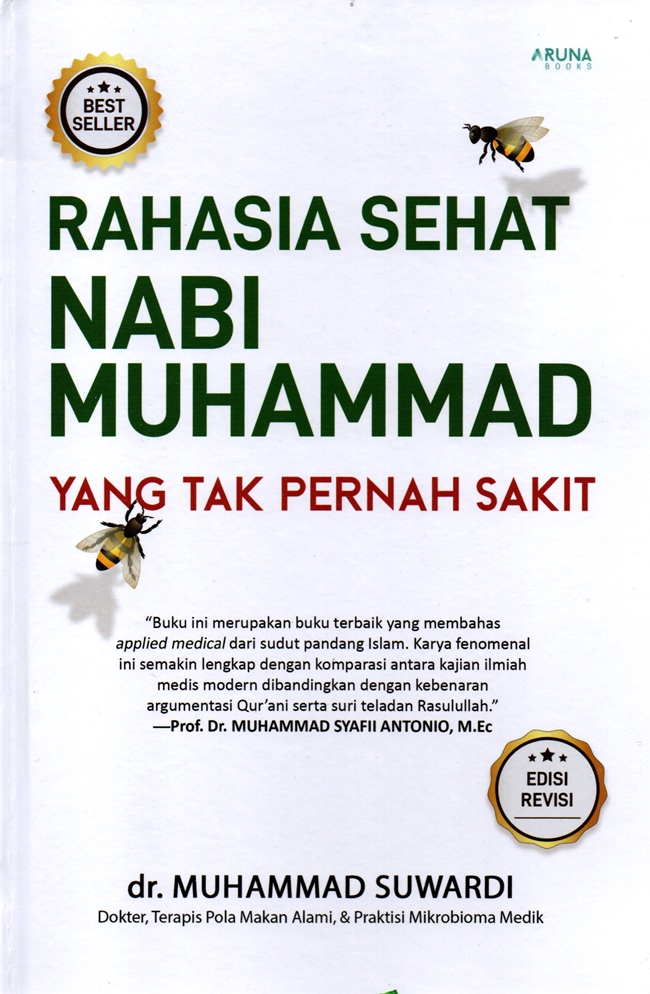 ARUNA
BOOKS
BEST
SELLER
RAHASIA SEHAT
NABI
MUHAMMAD
YANG TAK PERNAH SAKIT
“Buku ini merupakan buku terbaik yang membahas
applied medical dari sudut pandang Islam. Karya fenomenal
ini semakin lengkap dengan komparasi antara kajian ilmiah
medis modern dibandingkan dengan kebenaran
argumentasi Qur’ani serta suri teladan Rasulullah.”
—Prof. Dr. MUHAMMAD SYAFII ANTONIO, M.Ec
EDISI
REVISI
dr. MUHAMMAD SUWARDI
Dokter, Terapis Pola Makan Alami, & Praktisi Mikrobioma Medik